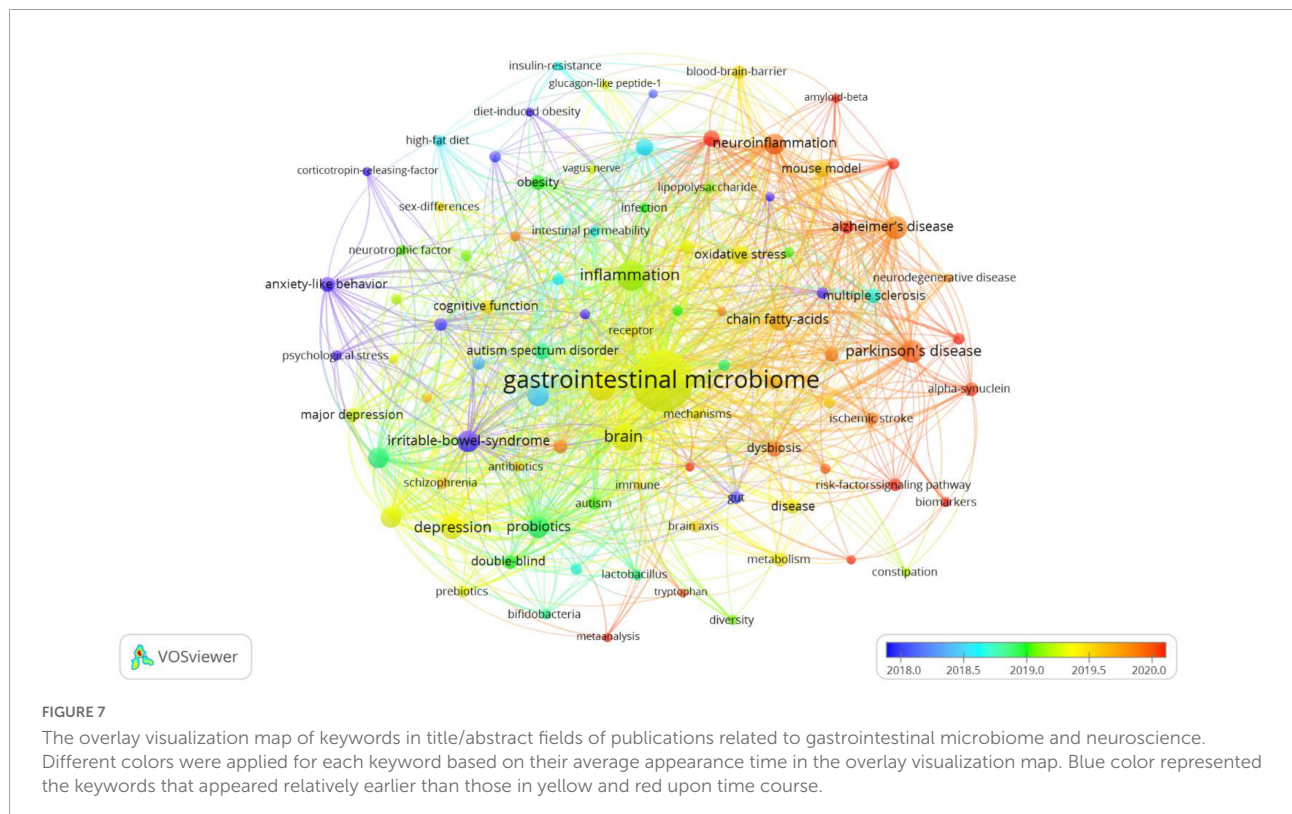 insulin-resistance
blood-brain-barrier
glucagon-like peptide-1
amyloid-beta
diet-induced obesity
high-fat diet
neuroinflammation
corticotropin-releasing-factor
vagus nerve
mouse model
obesity
lipopolysaccharide
sex-differences
infection
intestinal permeability
alzheimer's disease
neurotrophic factor
oxidative stress
inflammation
neurodegenerative disease
anxiety-like behavior
multiple sclerosis
cognitive function
chain fatty-acids
receptor
psychological stress
autism spectrum disorder
parkinson's disease
gastrointestinal microbiome
alpha-synuclein
major depression
mechanisms
ischemic stroke
irritable-bowel-syndrome
brain
dysbiosis
antibiotics
schizophrenia
immune
risk-factorssignaling pathway
gut
biomarkers
autism
disease
depression
probiotics
brain axis
double-blind
metabolism
lactobacillus
constipation
prebiotics
tryptophan
bifidobacteria
diversity
metaanalysis
VOSviewer
2018.0 2018.5 2019.0 2019.5 2020.0
FIGURE 7
The overlay visualization map of keywords in title/abstract fields of publications related to gastrointestinal microbiome and neuroscience.
Different colors were applied for each keyword based on their average appearance time in the overlay visualization map. Blue color represented
the keywords that appeared relatively earlier than those in yellow and red upon time course.